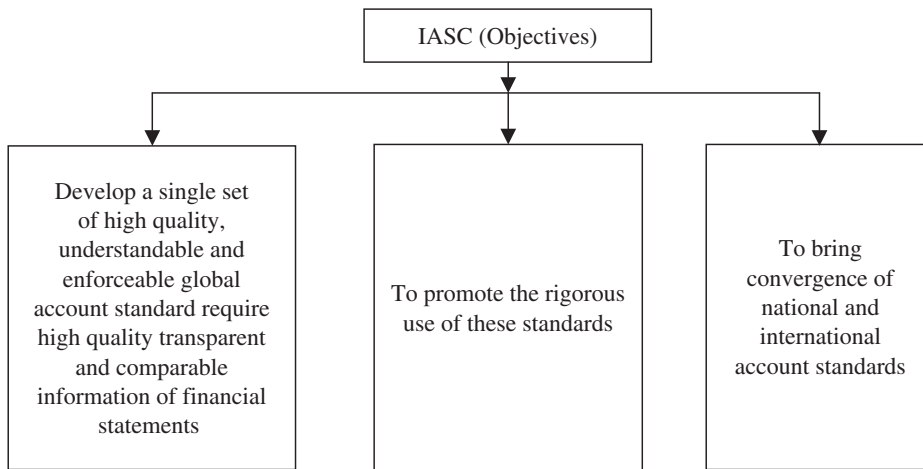 IASC (Objectives)
Develop a single set
of high quality,
understandable and
enforceable global
account standard require
high quality transparent
and comparable
information of financial
statements
To promote the rigorous
use of these standards
To bring
convergence of
national and
international
account standards